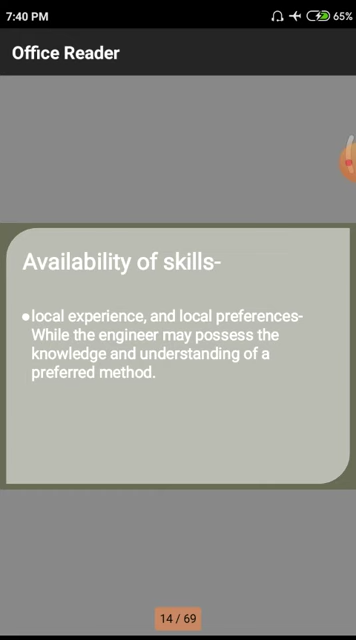 7:40 PM
65%
Office Reader
Availability of skills-
●local experience, and local preferences-
While the engineer may possess the
knowledge and understanding of a
preferred method.
14 / 69